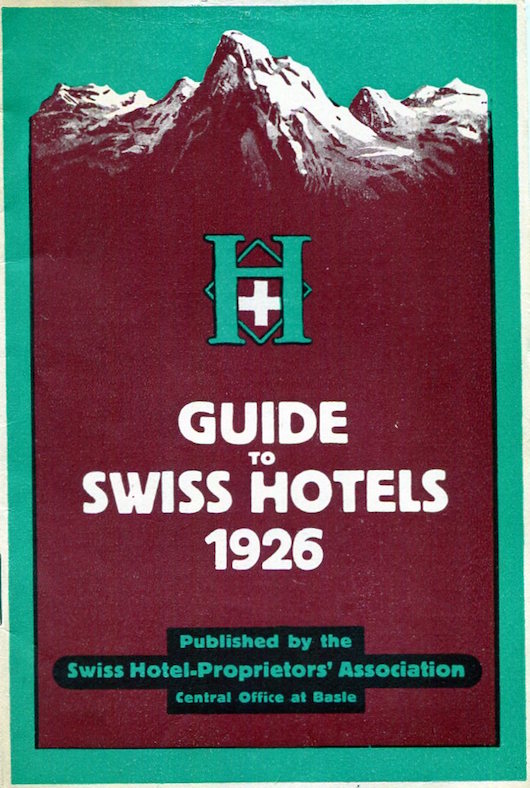 H
GUIDE
TO
SWISS HOTELS
1926
Published by the
Swiss Hotel-Proprietors' Association
Central Office at Basle